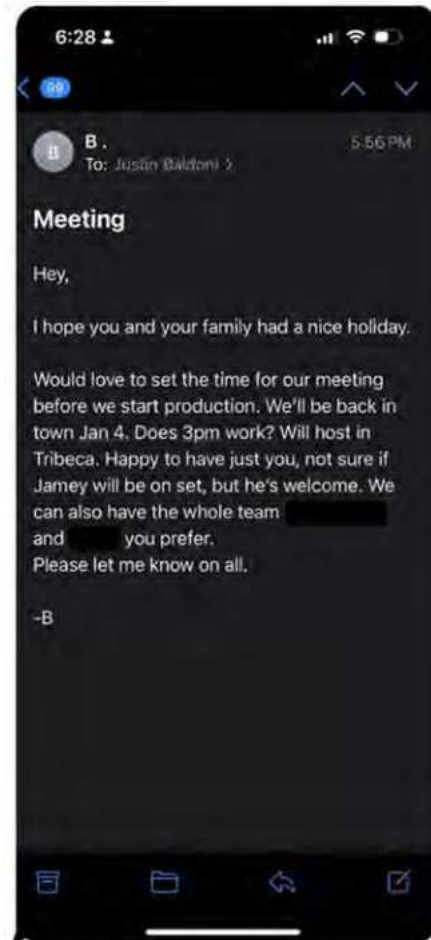 6:28
99
B
B .
5:56 PM
To: Justin Baldoni >
Meeting
Hey,
I hope you and your family had a nice holiday.
Would love to set the time for our meeting
before we start production. We'll be back in
town Jan 4. Does 3pm work? Will host in
Tribeca. Happy to have just you, not sure if
Jamey will be on set, but he's welcome. We
can also have the whole team
and you prefer.
Please let me know on all.
-B